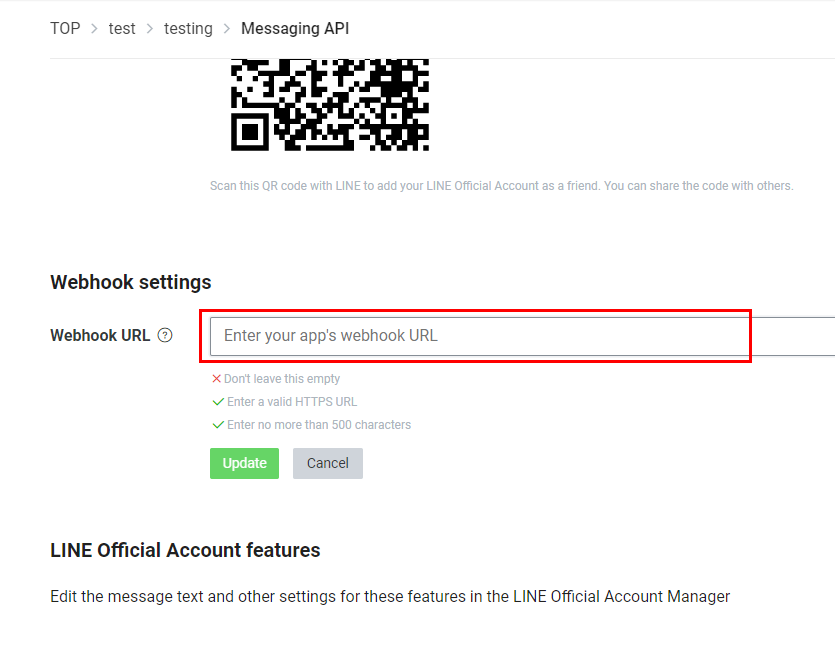 TOP > test > testing > Messaging API
Scan this QR code with LINE to add your LINE Official Account as a friend. You can share the code with others.
Webhook settings
Webhook URL ? Enter your app's webhook URL
Don't leave this empty
Enter a valid HTTPS URL
Enter no more than 500 characters
Update Cancel
LINE Official Account features
Edit the message text and other settings for these features in the LINE Official Account Manager